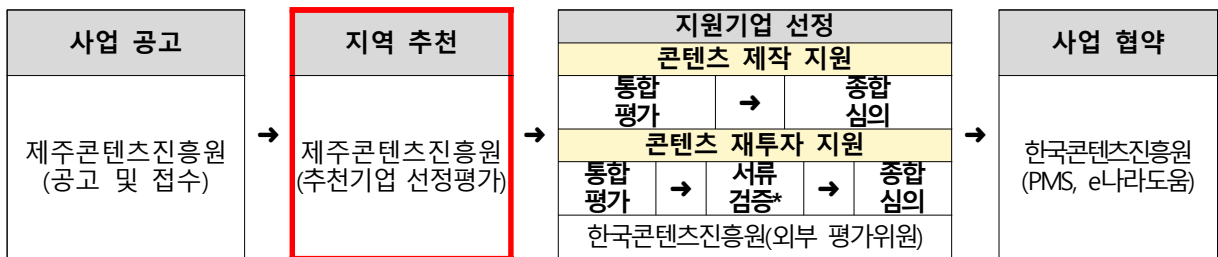 사업 공고
제주콘텐츠진흥원
(공고 및 접수)
➜
지역 추천
제주콘텐츠진흥원
(추천기업 선정평가)
➜
지원기업 선정
콘텐츠 제작 지원
통합
평가
➜
종합
심의
콘텐츠 재투자 지원
통합
평가
➜
서류
검증*
➜
종합
심의
한국콘텐츠진흥원(외부 평가위원)
➜
사업 협약
한국콘텐츠진흥원
(PMS, e나라도움)